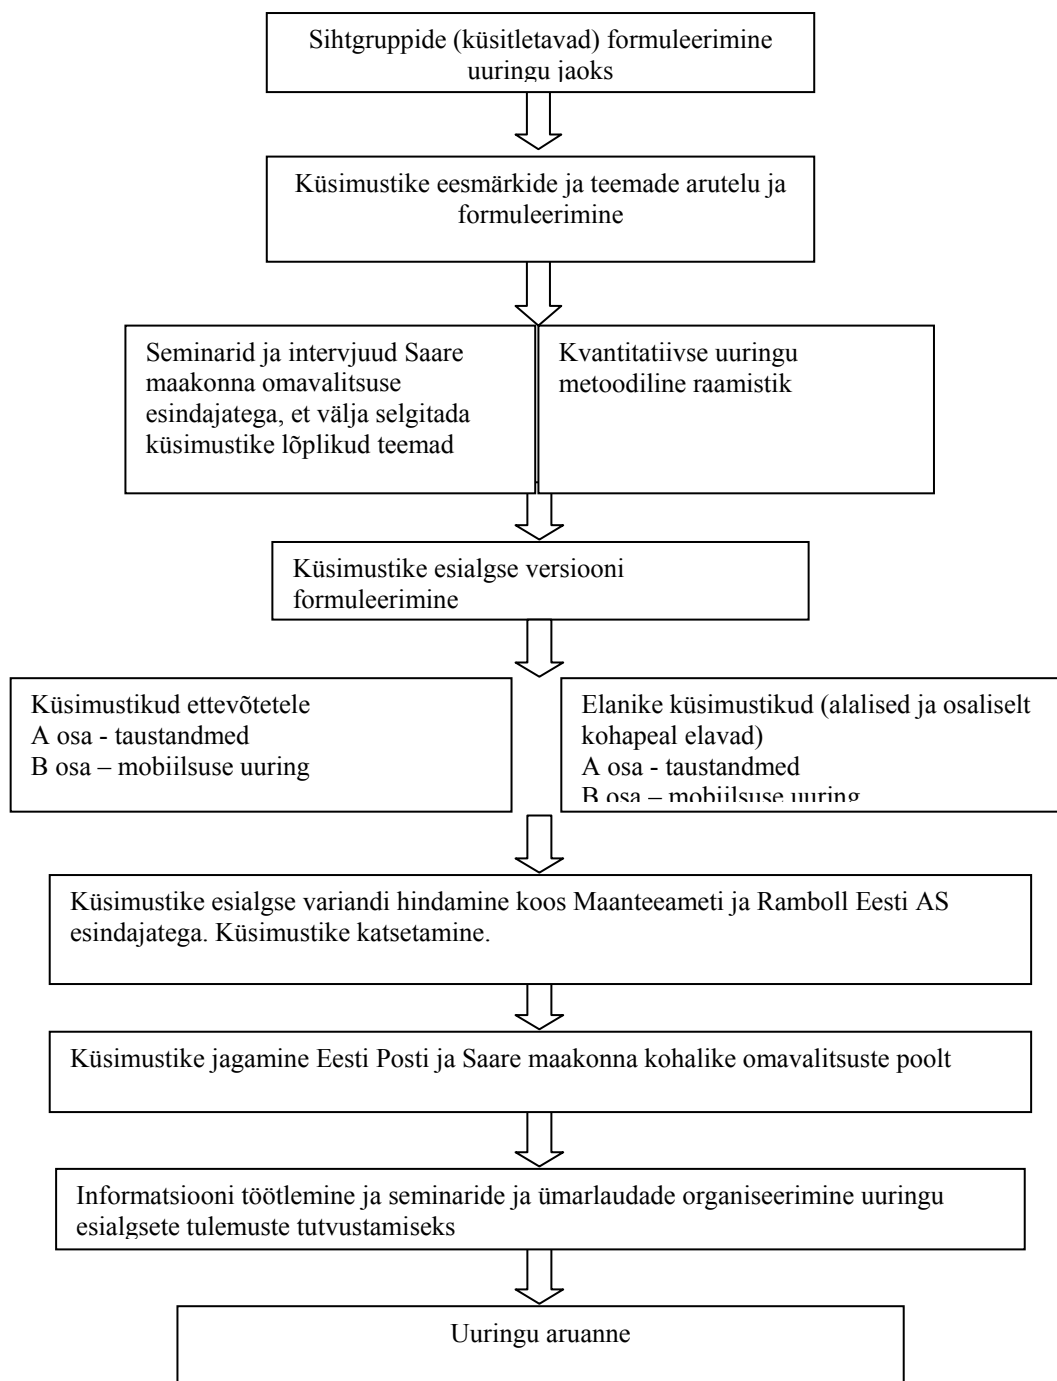 Sihtgruppide (küsitletavad) formuleerimine
uuringu jaoks
Küsimustike eesmärkide ja teemade arutelu ja
formuleerimine
Seminarid ja intervjuud Saare
maakonna omavalitsuse
esindajatega, et välja selgitada
küsimustike lõplikud teemad
Kvantitatiivse uuringu
metoodiline raamistik
Küsimustike esialgse versiooni
formuleerimine
Küsimustikud ettevõtetele
A osa - taustandmed
B osa – mobiilsuse uuring
Elanike küsimustikud (alalised ja osaliselt
kohapeal elavad)
A osa - taustandmed
B osa – mobiilsuse uuring
Küsimustike esialgse variandi hindamine koos Maanteeameti ja Ramboll Eesti AS
esindajatega. Küsimustike katsetamine.
Küsimustike jagamine Eesti Posti ja Saare maakonna kohalike omavalitsuste poolt
Informatsiooni töötlemine ja seminaride ja ümarlaudade organiseerimine uuringu
esialgsete tulemuste tutvustamiseks
Uuringu aruanne